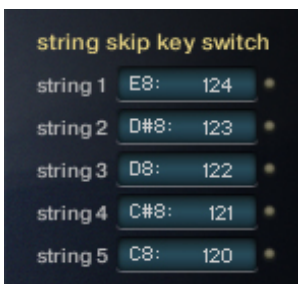 string skip key switch
string 1 E8: 124
string 2 D#8: 123
string 3 D8: 122
string 4 C#8: 121
string 5 C8: 120